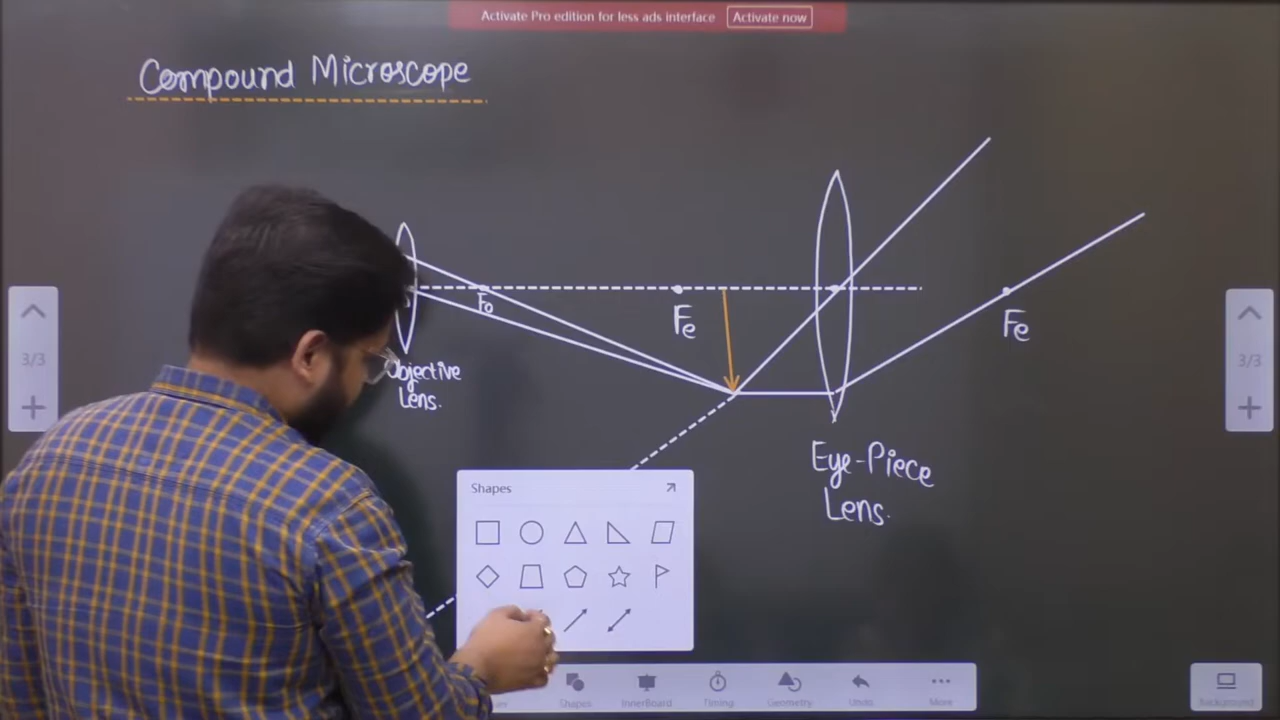 Activate Pro edition for less ads interface
Activate now
Compound Microscope
Fo
Fe
Fe
Objective
Lens.
Eye-Piece
Lens.
3/3
3/3
Shapes
Shapes
InnerBoard
Timing
Geometry
Undo
More
Background